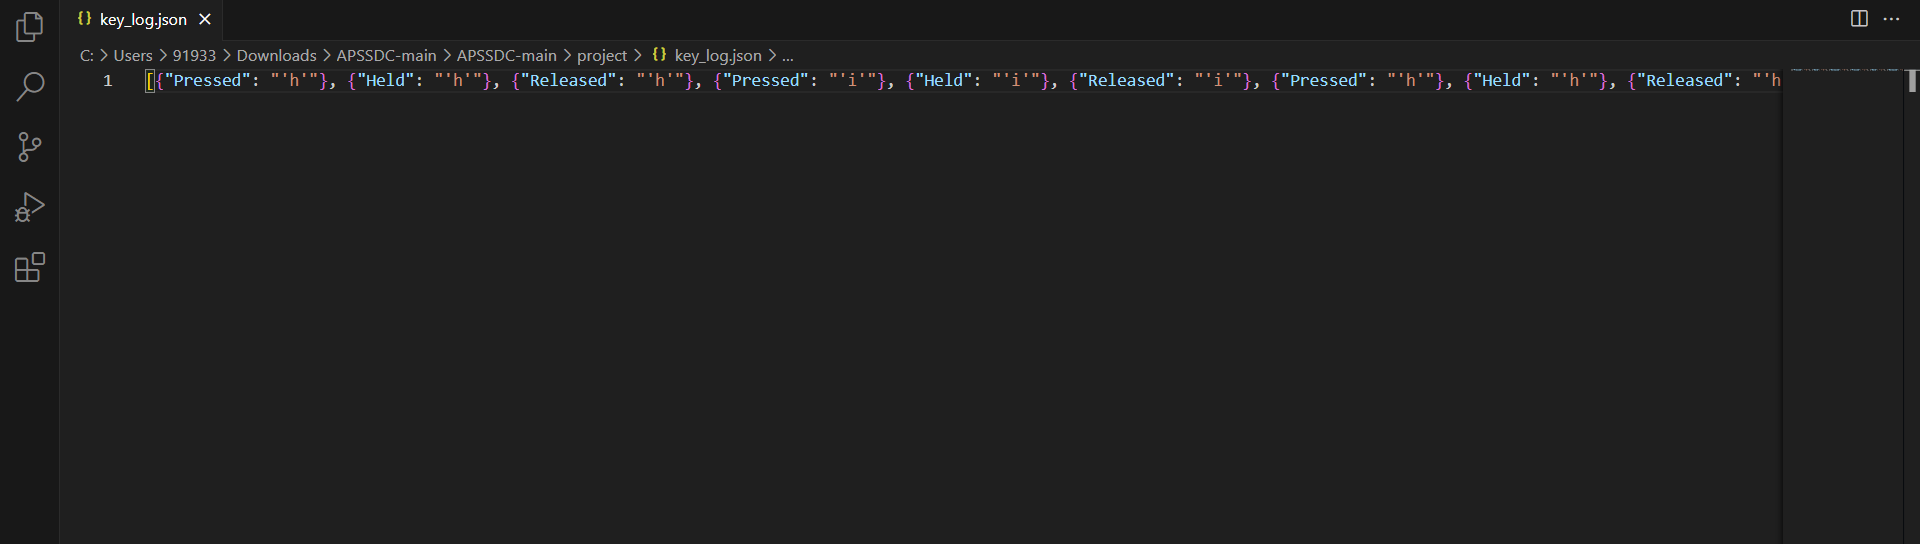 {} key_log.json ×
C: > Users > 91933 > Downloads > APSSDC-main > APSSDC-main > project > {} key_log.json > ...
1 [{"Pressed": "'h'"}, {"Held": "'h'"}, {"Released": "'h'"}, {"Pressed": "'i'"}, {"Held": "'i'"}, {"Released": "'i'"}, {"Pressed": "'h'"}, {"Held": "'h'"}, {"Released": "'h